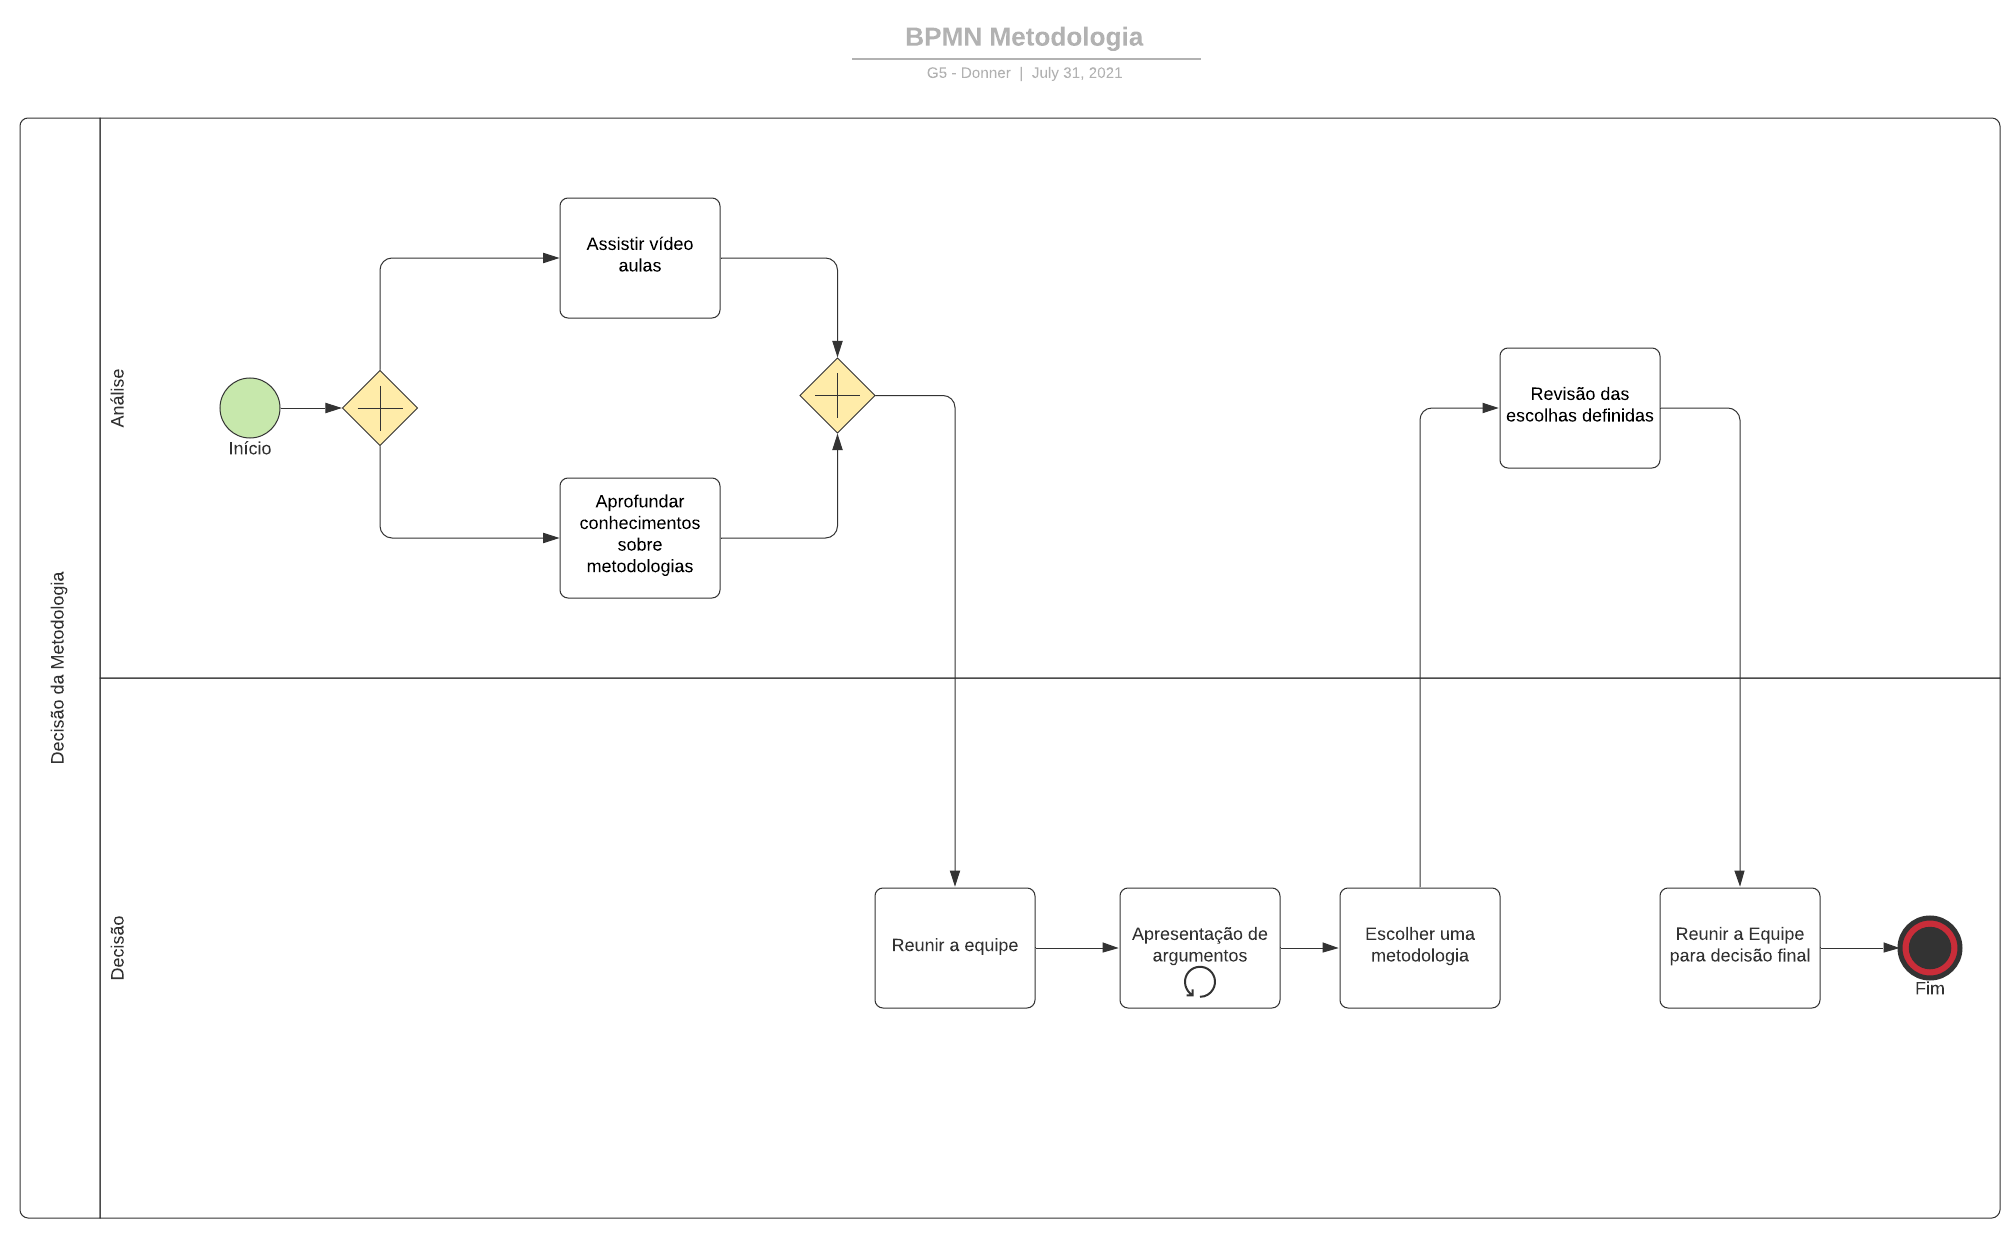 BPMN Metodologia
G5 - Donner | July 31, 2021
Decisão da Metodologia
Análise
Início
Assistir vídeo
aulas
Aprofundar
conhecimentos
sobre
metodologias
Revisão das
escolhas definidas
Decisão
Reunir a equipe
Apresentação de
argumentos
Escolher uma
metodologia
Reunir a Equipe
para decisão final
Fim